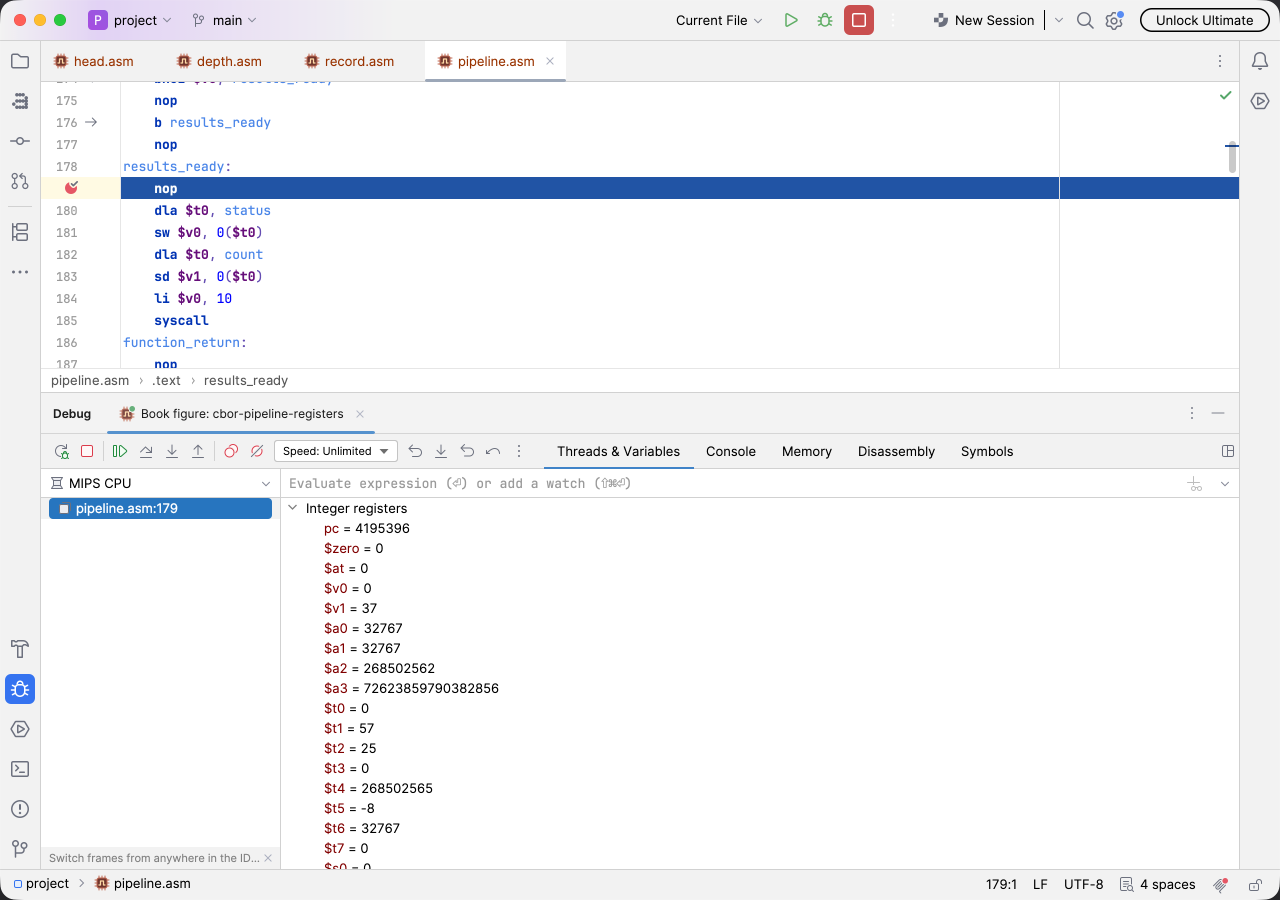 P project main Current File New Session Unlock Ultimate
head.asm depth.asm record.asm pipeline.asm
175 nop
176 b results_ready
177 nop
178 results_ready:
nop
180 dla $t0, status
181 sw $v0, 0($t0)
182 dla $t0, count
183 sd $v1, 0($t0)
184 li $v0, 10
185 syscall
186 function_return:
187 nop
pipeline.asm › .text › results_ready
Debug Book figure: cbor-pipeline-registers
Speed: Unlimited Threads & Variables Console Memory Disassembly Symbols
MIPS CPU Evaluate expression (⏎) or add a watch (⇧⌘⏎)
pipeline.asm:179
Integer registers
pc = 4195396
$zero = 0
$at = 0
$v0 = 0
$v1 = 37
$a0 = 32767
$a1 = 32767
$a2 = 268502562
$a3 = 72623859790382856
$t0 = 0
$t1 = 57
$t2 = 25
$t3 = 0
$t4 = 268502565
$t5 = -8
$t6 = 32767
$t7 = 0
$s0 = 0
Switch frames from anywhere in the ID...
project › pipeline.asm 179:1 LF UTF-8 4 spaces